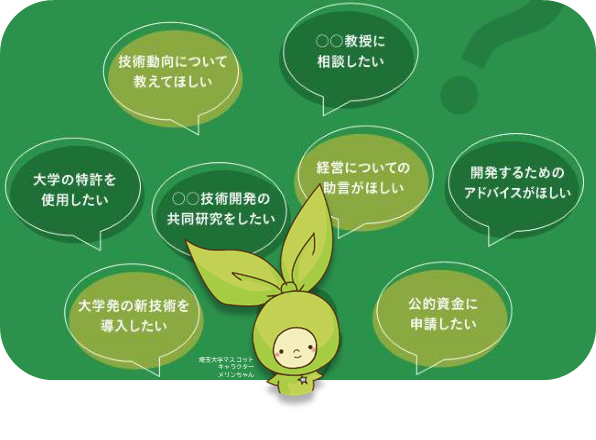 技術動向について
教えてほしい
○○教授に
相談したい
大学の特許を
使用したい
○○技術開発の
共同研究をしたい
経営についての
助言がほしい
開発するための
アドバイスがほしい
大学発の新技術を
導入したい
公的資金に
申請したい
埼玉大学マスコット
キャラクター
メリンちゃん
?